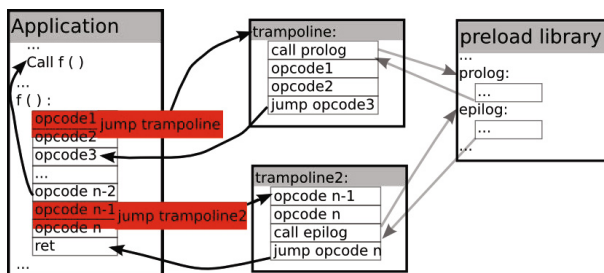 Application
...
Call f ( )
...
f ( ) :
opcode1
jump trampoline
opcode2
opcode3
...
opcode n-2
opcode n-1
jump trampoline2
opcode n
ret
...
trampoline:
call prolog
opcode1
opcode2
jump opcode3
trampoline2:
opcode n-1
opcode n
call epilog
jump opcode n
preload library
...
prolog:
...
epilog:
...
...